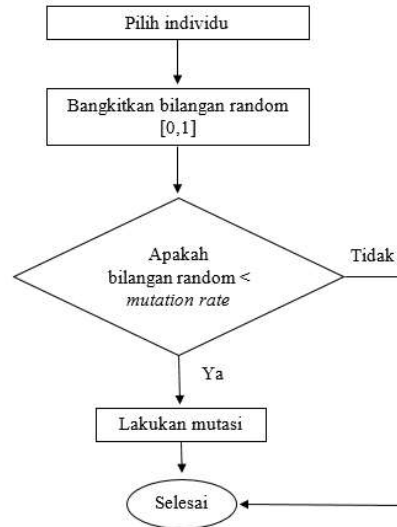 Pilih individu
Bangkitkan bilangan random
[0,1]
Apakah
bilangan random <
mutation rate
Tidak
Ya
Lakukan mutasi
Selesai